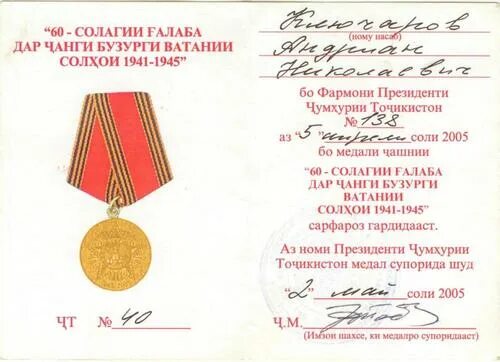 "60 - СОЛАГИИ ҒАЛАБА
ДАР ҶАНГИ БУЗУРГИ ВАТАНИИ
СОЛҲОИ 1941-1945"
ҶТ № 40
Ключаров
(ному насаб)
Андриан
Николаевич
бо Фармони Президенти
Ҷумҳурии Тоҷикистон
№ 138
аз "5" апрели соли 2005
бо медали ҷашнии
"60 - СОЛАГИИ ҒАЛАБА
ДАР ҶАНГИ БУЗУРГИ
ВАТАНИИ
СОЛҲОИ 1941-1945"
сарфароз гардидааст.
Аз номи Президенти Ҷумҳурии
Тоҷикистон медал супорида шуд
"2" май соли 2005
Ҷ.М.
(Имзои шахсе, ки медалро супоридааст)